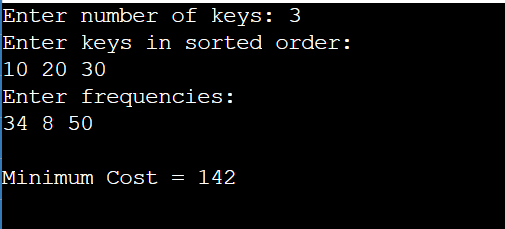 Enter number of keys: 3
Enter keys in sorted order:
10 20 30
Enter frequencies:
34 8 50
Minimum Cost = 142